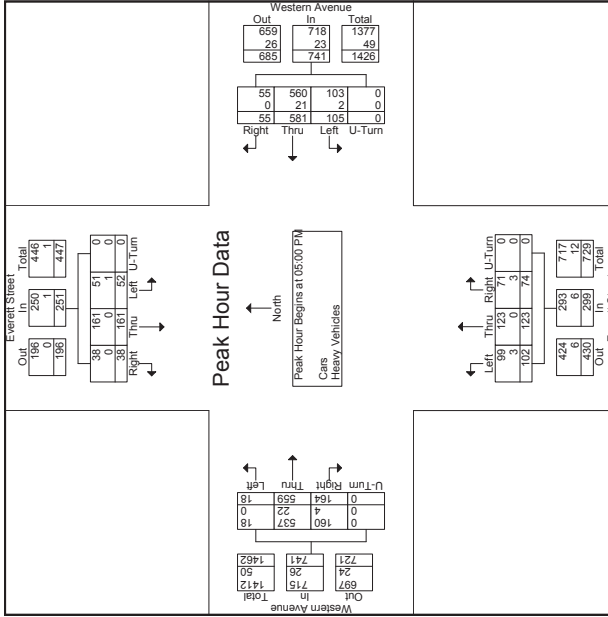 Western Avenue
Out In Total
659 718 1377
26 23 49
685 741 1426
55 560 103 0
0 21 2 0
55 581 105 0
Right Thru Left U-Turn
Everett Street
Out In Total
196 250 446
0 1 1
196 251 447
38 161 51 0
0 0 1 0
38 161 52 0
Right Thru Left U-Turn
Peak Hour Data
North
Peak Hour Begins at 05:00 PM
Cars
Heavy Vehicles
Left Thru Right U-Turn
99 123 71 0
3 0 3 0
102 123 74 0
424 293 717
6 6 12
430 299 729
Out In Total
Western Avenue
Out In Total
697 715 1412
24 26 50
721 741 1462
0 160 537 18
0 4 22 0
0 164 559 18
U-Turn Right Thru Left